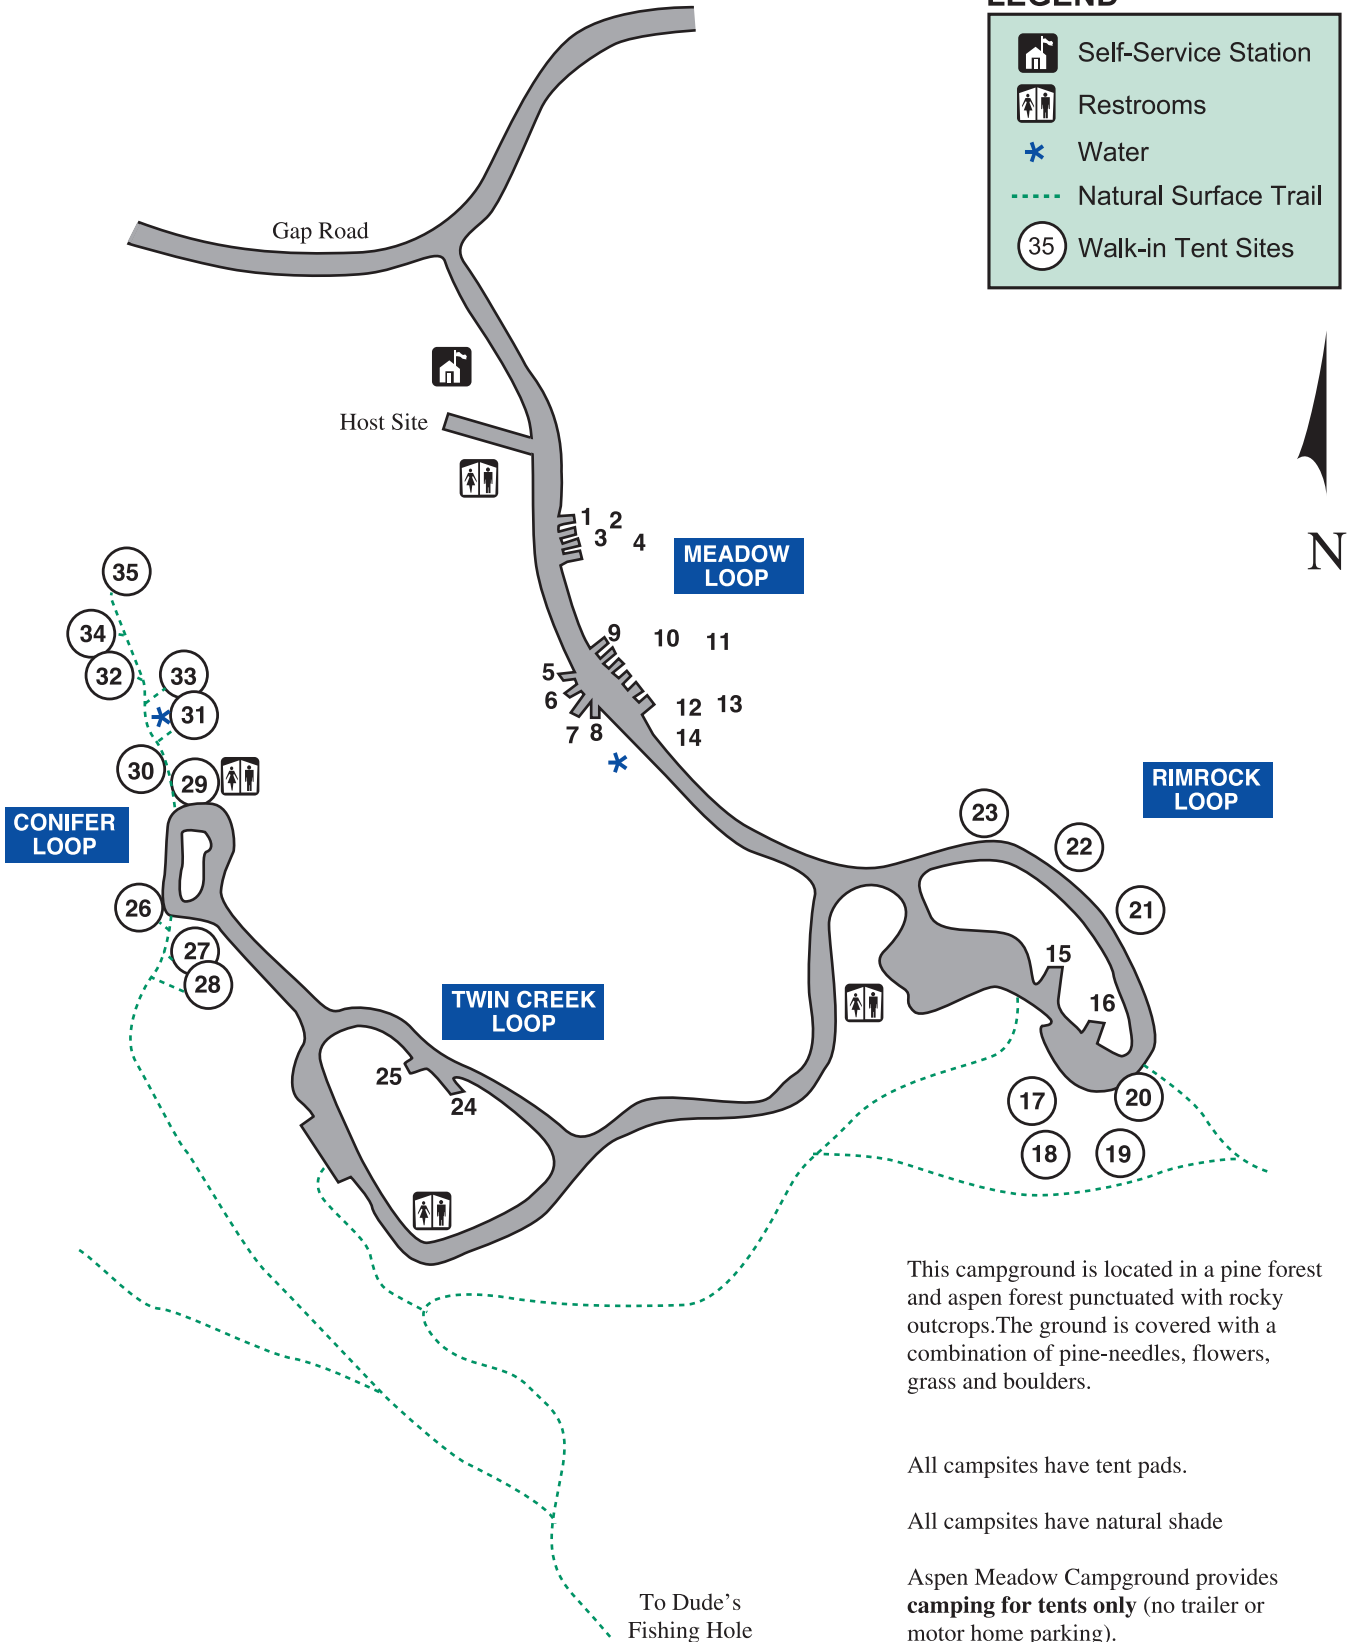 LEGEND
Self-Service Station
Restrooms
Water
Natural Surface Trail
35 Walk-in Tent Sites
Gap Road
Host Site
N
1 2
3 4
MEADOW
LOOP
9 10 11
5
6
7 8
12 13
14
35
34
32 33
31
30 29
CONIFER
LOOP
26
27
28
RIMROCK
LOOP
23
22
21
15
16
17 20
18 19
TWIN CREEK
LOOP
25
24
This campground is located in a pine forest
and aspen forest punctuated with rocky
outcrops.The ground is covered with a
combination of pine-needles, flowers,
grass and boulders.
All campsites have tent pads.
All campsites have natural shade
Aspen Meadow Campground provides
camping for tents only (no trailer or
motor home parking).
To Dude's
Fishing Hole